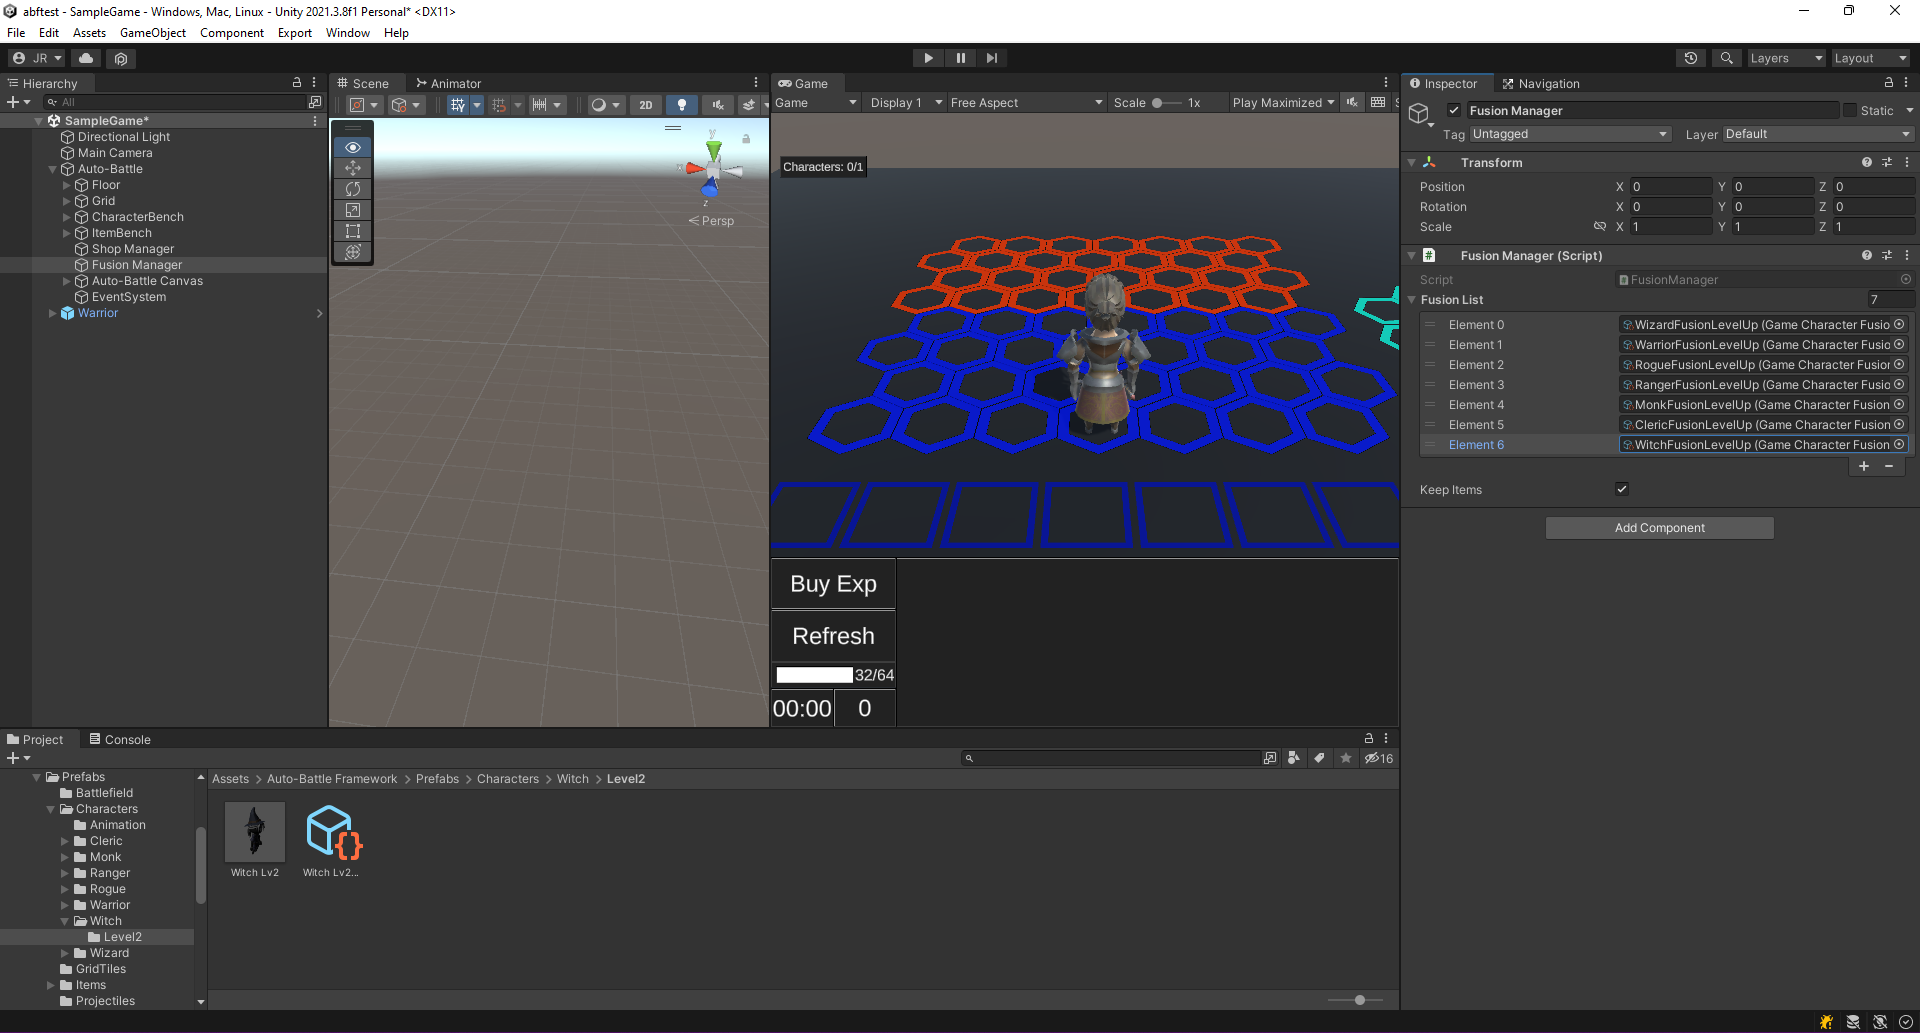 abftest - SampleGame - Windows, Mac, Linux - Unity 2021.3.8f1 Personal* <DX11>
File Edit Assets GameObject Component Export Window Help
JR Layers Layout
Hierarchy
All
SampleGame*
Directional Light
Main Camera
Auto-Battle
Floor
Grid
CharacterBench
ItemBench
Shop Manager
Fusion Manager
Auto-Battle Canvas
EventSystem
Warrior
Scene Animator
2D
y
x
z
Persp
Game
Game Display 1 Free Aspect Scale 1x Play Maximized S
Characters: 0/1
Buy Exp
Refresh
32/64
00:00 0
Inspector Navigation
Fusion Manager Static
Tag Untagged Layer Default
Transform
Position X 0 Y 0 Z 0
Rotation X 0 Y 0 Z 0
Scale X 1 Y 1 Z 1
# Fusion Manager (Script)
Script FusionManager
Fusion List 7
Element 0 WizardFusionLevelUp (Game Character Fusio
Element 1 WarriorFusionLevelUp (Game Character Fusio
Element 2 RogueFusionLevelUp (Game Character Fusion
Element 3 RangerFusionLevelUp (Game Character Fusio
Element 4 MonkFusionLevelUp (Game Character Fusion
Element 5 ClericFusionLevelUp (Game Character Fusion
Element 6 WitchFusionLevelUp (Game Character Fusion
+ -
Keep Items
Add Component
Project Console
16
Prefabs
Battlefield
Characters
Animation
Cleric
Monk
Ranger
Rogue
Warrior
Witch
Level2
Wizard
GridTiles
Items
Projectiles
Assets > Auto-Battle Framework > Prefabs > Characters > Witch > Level2
{}
Witch Lv2 Witch Lv2...